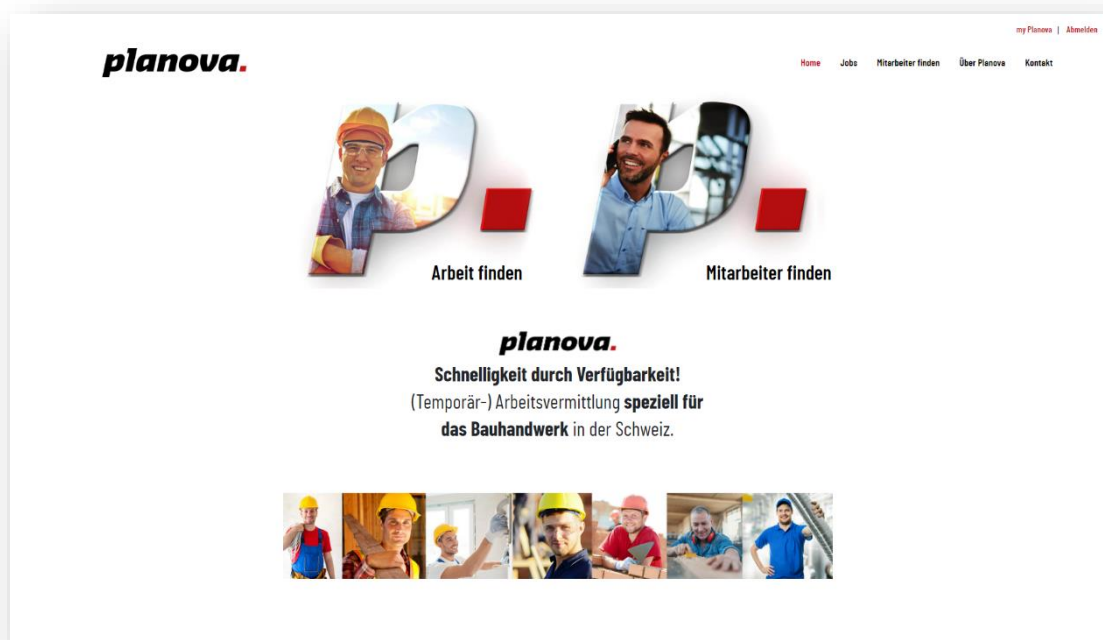 my Planova | Abmelden
planova.
Home Jobs Mitarbeiter finden Über Planova Kontakt
p. p.
Arbeit finden Mitarbeiter finden
planova.
Schnelligkeit durch Verfügbarkeit!
(Temporär-) Arbeitsvermittlung speziell für
das Bauhandwerk in der Schweiz.